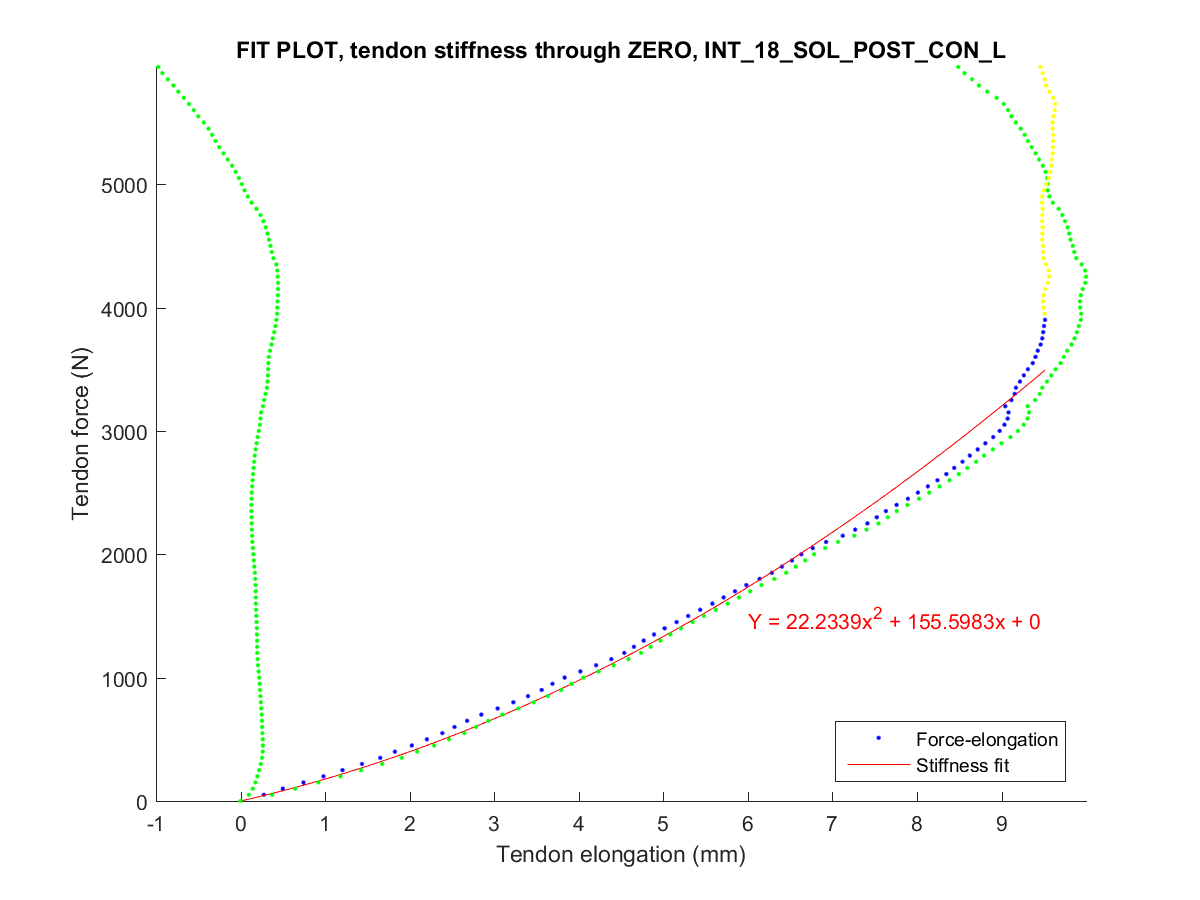 FIT PLOT, tendon stiffness through ZERO, INT_18_SOL_POST_CON_L
Tendon force (N)
5000
4000
3000
2000
1000
0
Y = 22.2339x² + 155.5983x + 0
Force-elongation
Stiffness fit
-1 0 1 2 3 4 5 6 7 8 9
Tendon elongation (mm)